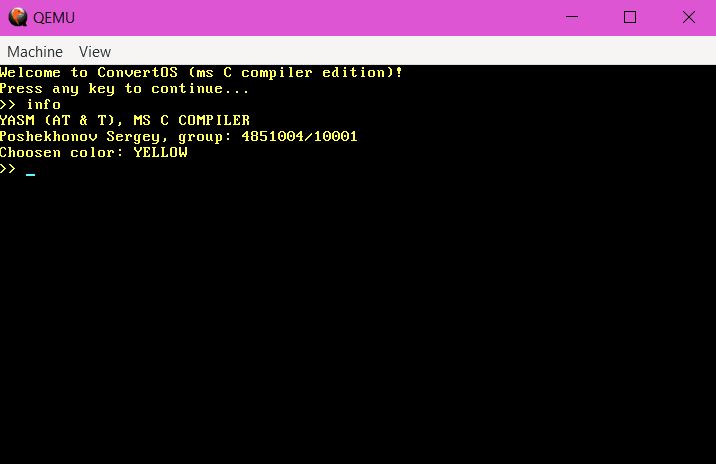 QEMU
Machine View
Welcome to ConvertOS (ms C compiler edition)!
Press any key to continue...
>> info
YASM (AT & T), MS C COMPILER
Poshekhonov Sergey, group: 4851004/10001
Choosen color: YELLOW
>> _